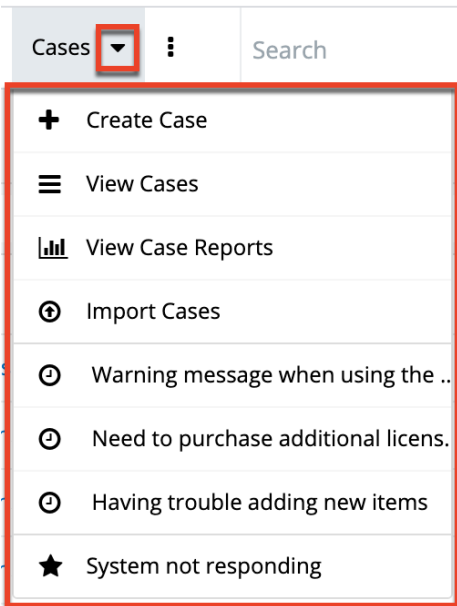 Cases
Search
Create Case
View Cases
View Case Reports
Import Cases
Warning message when using the ..
Need to purchase additional licens.
Having trouble adding new items
System not responding